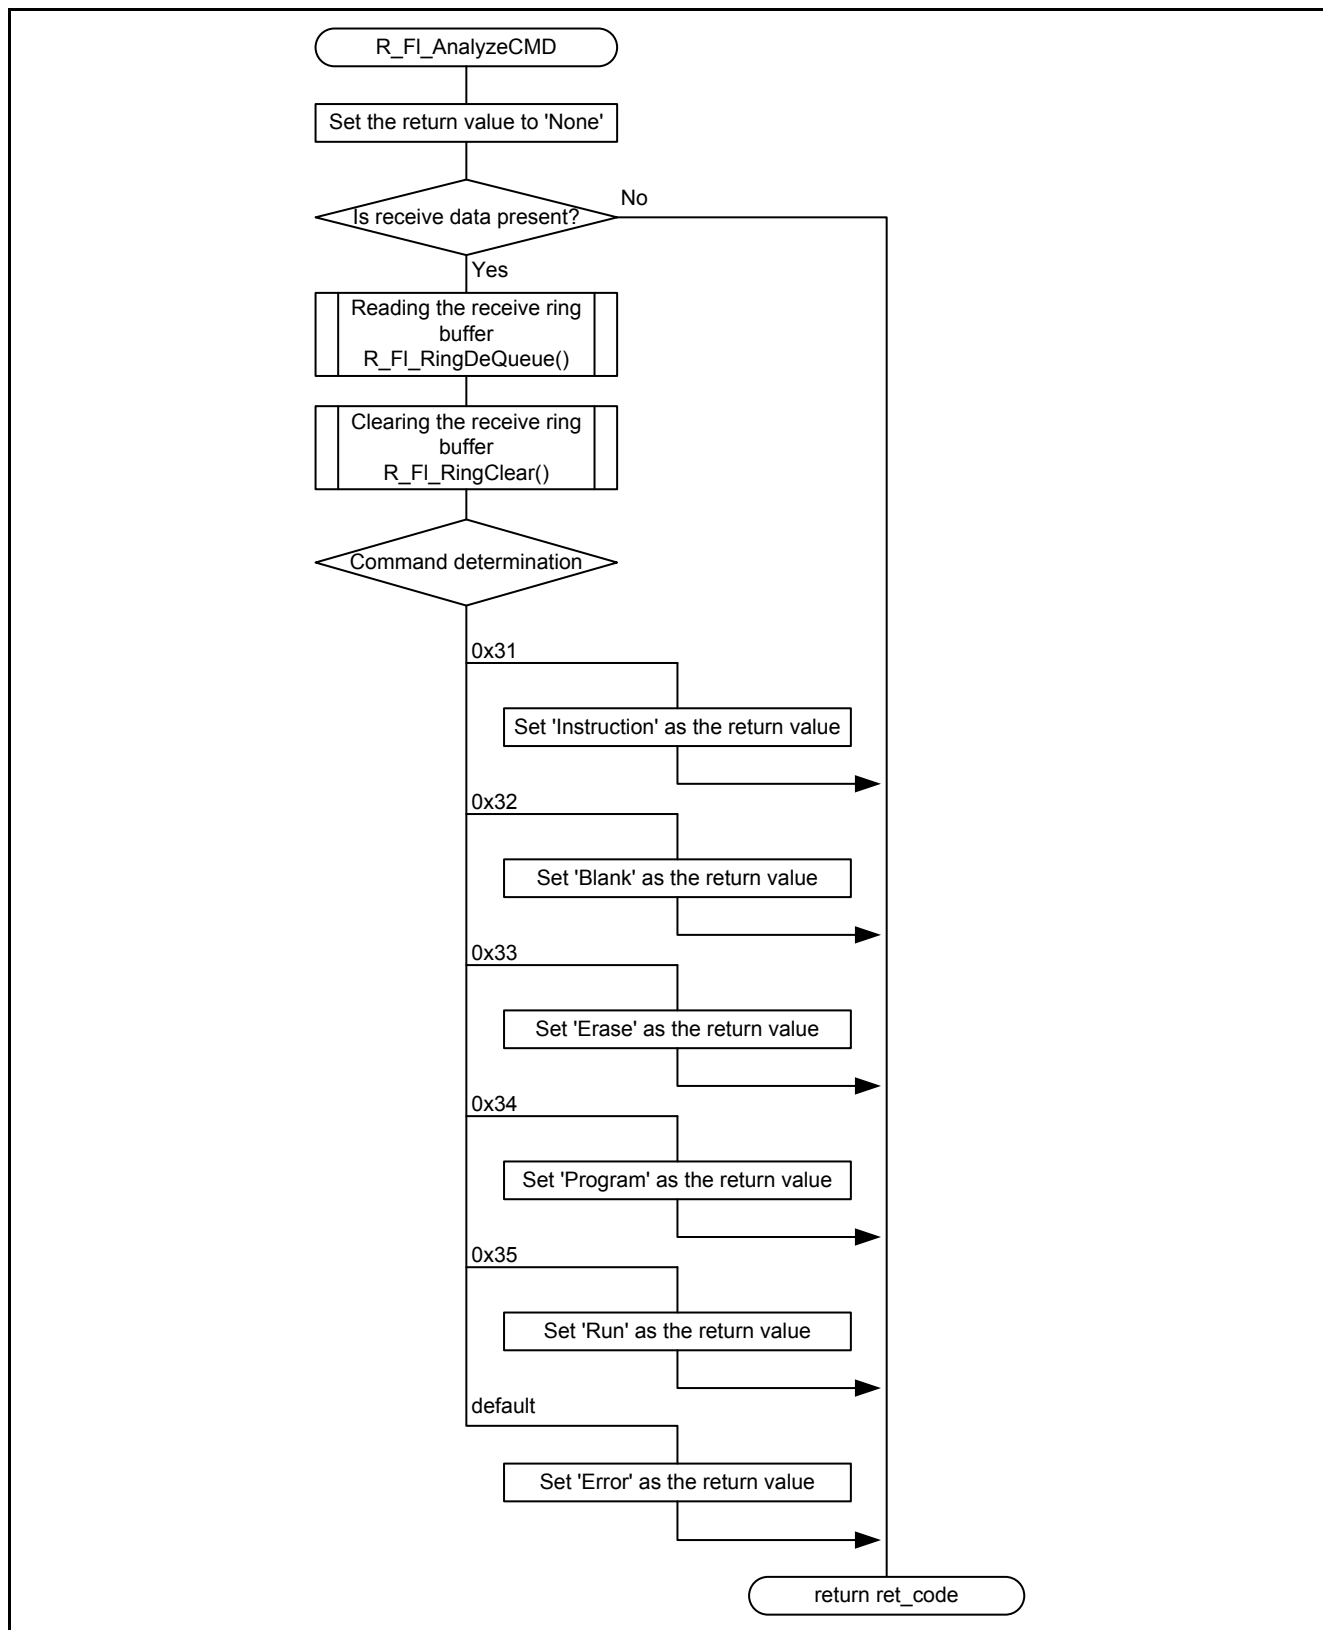 R_Fl_AnalyzeCMD
Set the return value to 'None'
Is receive data present?
No
Yes
Reading the receive ring
buffer
R_Fl_RingDeQueue()
Clearing the receive ring
buffer
R_Fl_RingClear()
Command determination
0x31
Set 'Instruction' as the return value
0x32
Set 'Blank' as the return value
0x33
Set 'Erase' as the return value
0x34
Set 'Program' as the return value
0x35
Set 'Run' as the return value
default
Set 'Error' as the return value
return ret_code